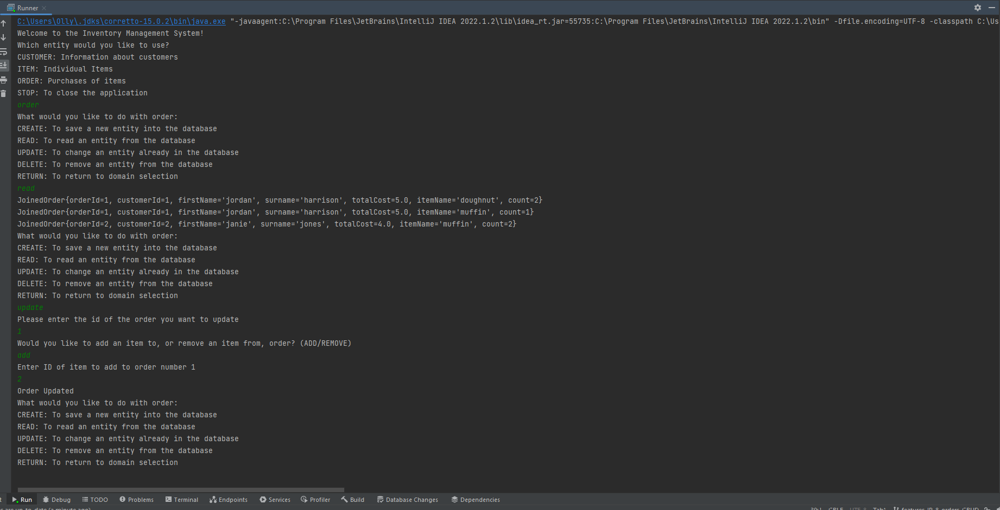 Runner
C:\Users\Olly\.jdks\corretto-15.0.2\bin\java.exe "-javaagent:C:\Program Files\JetBrains\IntelliJ IDEA 2022.1.2\lib\idea_rt.jar=55735:C:\Program Files\JetBrains\IntelliJ IDEA 2022.1.2\bin" -Dfile.encoding=UTF-8 -classpath C:\Us
Welcome to the Inventory Management System!
Which entity would you like to use?
CUSTOMER: Information about customers
ITEM: Individual Items
ORDER: Purchases of items
STOP: To close the application
order
What would you like to do with order:
CREATE: To save a new entity into the database
READ: To read an entity from the database
UPDATE: To change an entity already in the database
DELETE: To remove an entity from the database
RETURN: To return to domain selection
read
JoinedOrder{orderId=1, customerId=1, firstName='jordan', surname='harrison', totalCost=5.0, itemName='doughnut', count=2}
JoinedOrder{orderId=1, customerId=1, firstName='jordan', surname='harrison', totalCost=5.0, itemName='muffin', count=1}
JoinedOrder{orderId=2, customerId=2, firstName='janie', surname='jones', totalCost=4.0, itemName='muffin', count=2}
What would you like to do with order:
CREATE: To save a new entity into the database
READ: To read an entity from the database
UPDATE: To change an entity already in the database
DELETE: To remove an entity from the database
RETURN: To return to domain selection
update
Please enter the id of the order you want to update
1
Would you like to add an item to, or remove an item from, order? (ADD/REMOVE)
add
Enter ID of item to add to order number 1
2
Order Updated
What would you like to do with order:
CREATE: To save a new entity into the database
READ: To read an entity from the database
UPDATE: To change an entity already in the database
DELETE: To remove an entity from the database
RETURN: To return to domain selection
Run Debug TODO Problems Terminal Endpoints Services Profiler Build Database Changes Dependencies
are up-to-date (a minute ago) CRLF UTF-8